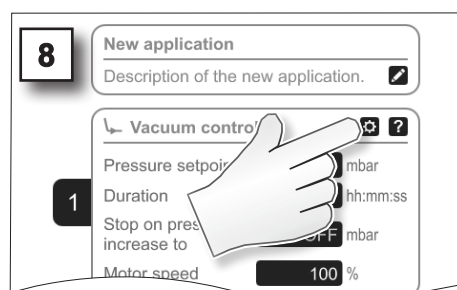 8
New application
Description of the new application.
Vacuum contro
?
Pressure setpoin
mbar
Duration
hh:mm:ss
1
Stop on pres
increase to
OFF mbar
Motor speed
100 %